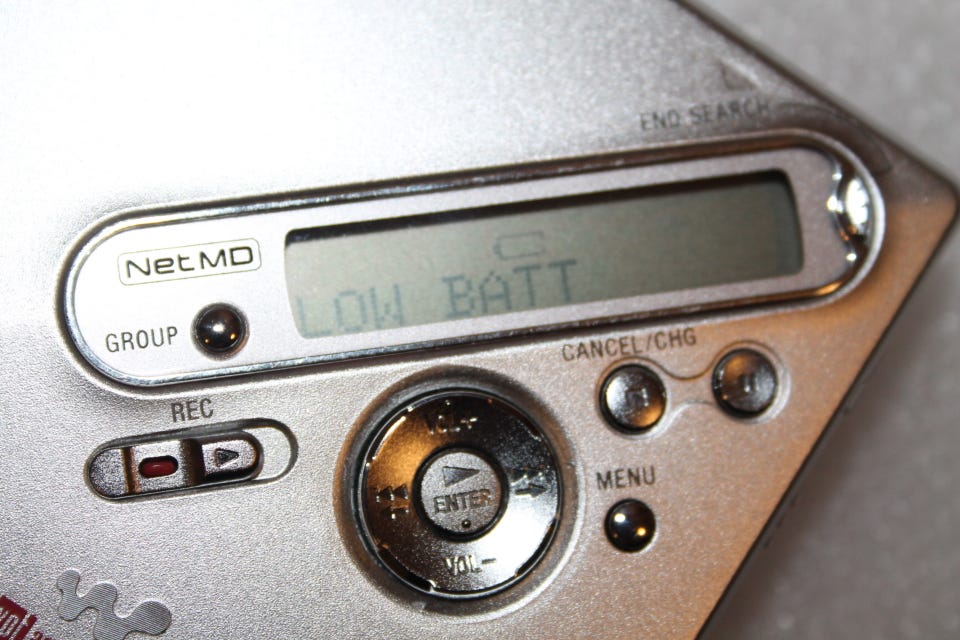 END SEARCH
NetMD
LOW BATT
GROUP
CANCEL/CHG
REC
VOL+
MENU
ENTER
VOL−